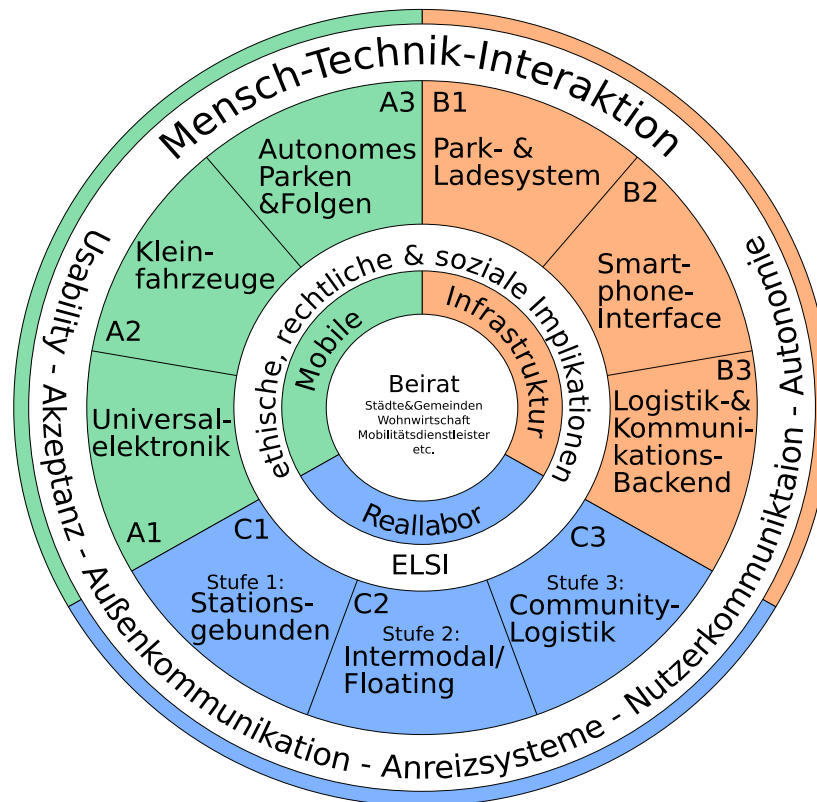 Mensch-Technik-Interaktion
A3
Autonomes
Parken
&Folgen
B1
Park- &
Ladesystem
B2
Smart-
phone-
Interface
B3
Logistik-&
Kommuni-
kations-
Backend
Klein-
fahrzeuge
A2
Universal-
elektronik
A1
ethische, rechtliche & soziale Implikationen
ELSI
Mobile
Infrastruktur
Reallabor
Beirat
Städte&Gemeinden
Wohnwirtschaft
Mobilitätsdienstleister
etc.
C1
Stufe 1:
Stations-
gebunden
C2
Stufe 2:
Intermodal/
Floating
C3
Stufe 3:
Community-
Logistik
Usability - Akzeptanz - Außenkommunikation - Anreizsysteme - Nutzerkommuniktaion - Autonomie